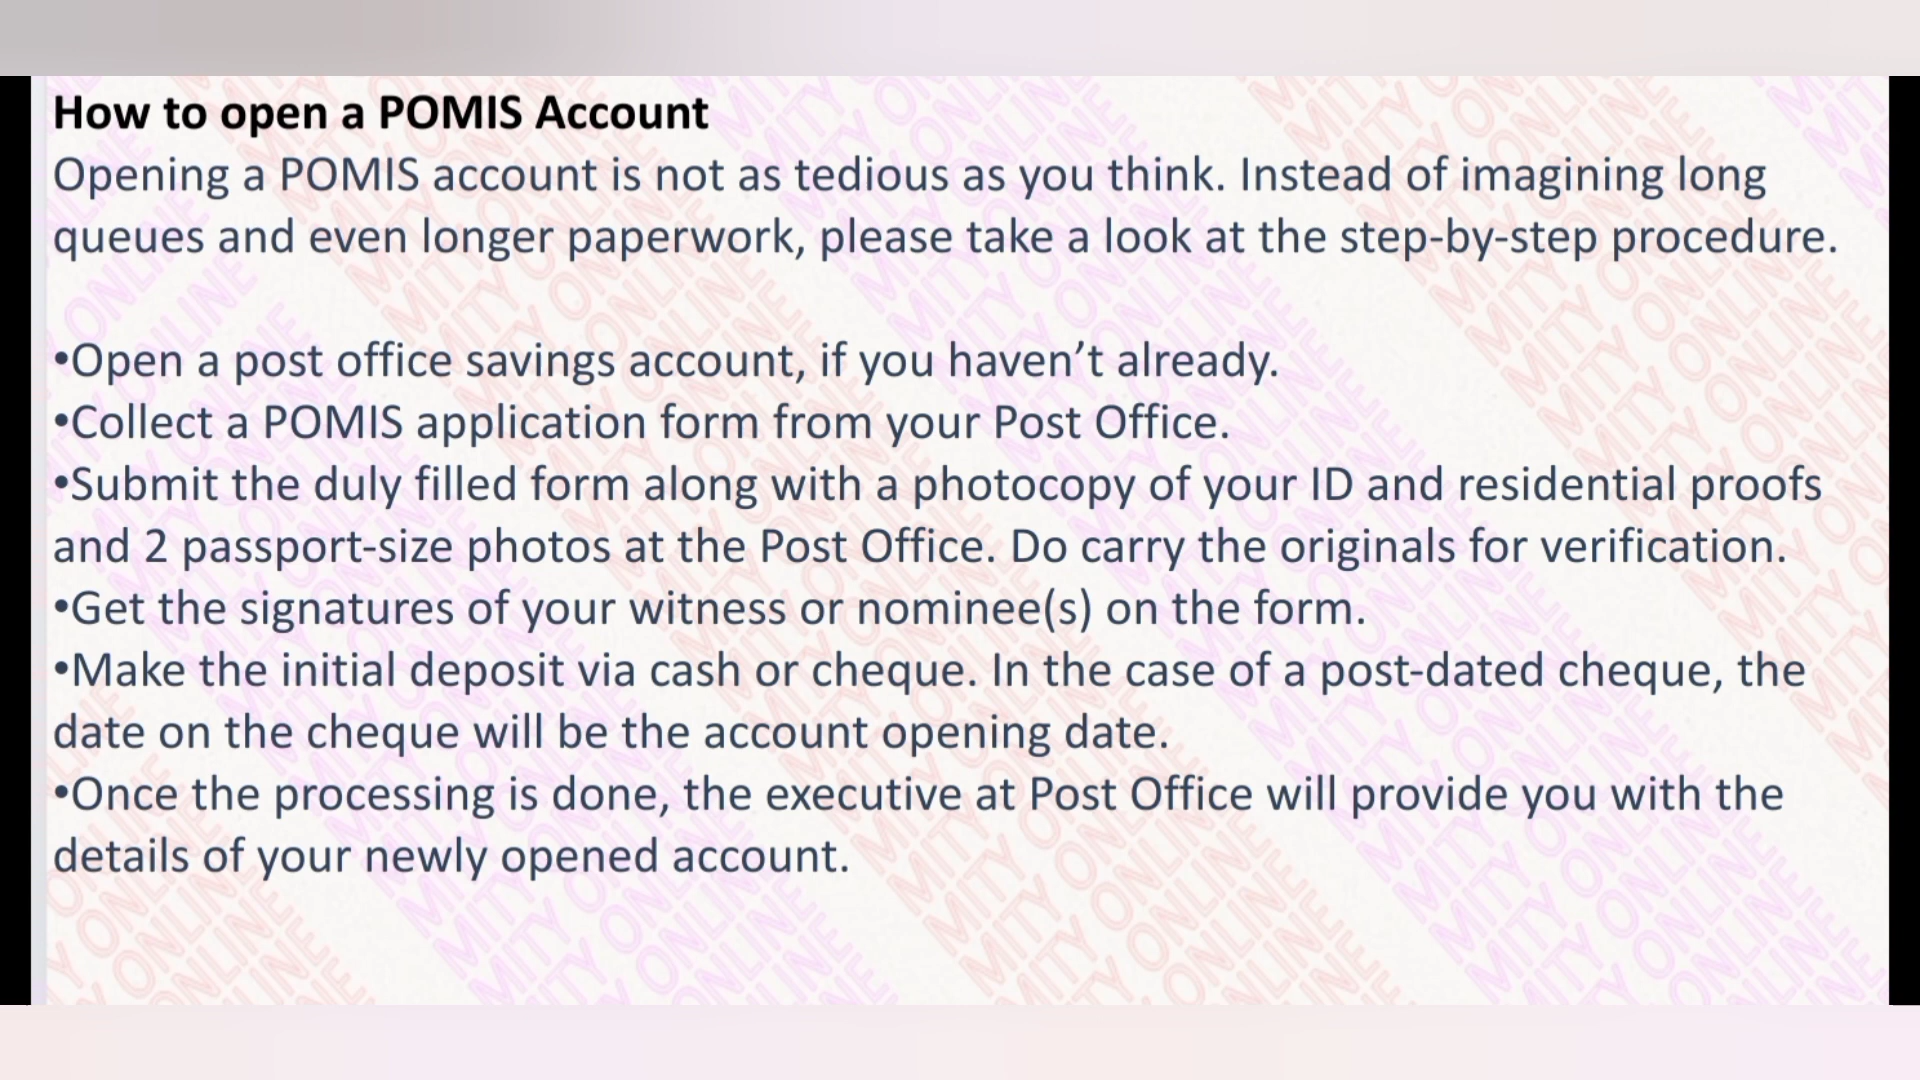 How to open a POMIS Account
Opening a POMIS account is not as tedious as you think. Instead of imagining long
queues and even longer paperwork, please take a look at the step-by-step procedure.
•Open a post office savings account, if you haven’t already.
•Collect a POMIS application form from your Post Office.
•Submit the duly filled form along with a photocopy of your ID and residential proofs
and 2 passport-size photos at the Post Office. Do carry the originals for verification.
•Get the signatures of your witness or nominee(s) on the form.
•Make the initial deposit via cash or cheque. In the case of a post-dated cheque, the
date on the cheque will be the account opening date.
•Once the processing is done, the executive at Post Office will provide you with the
details of your newly opened account.
MITY ONLINE